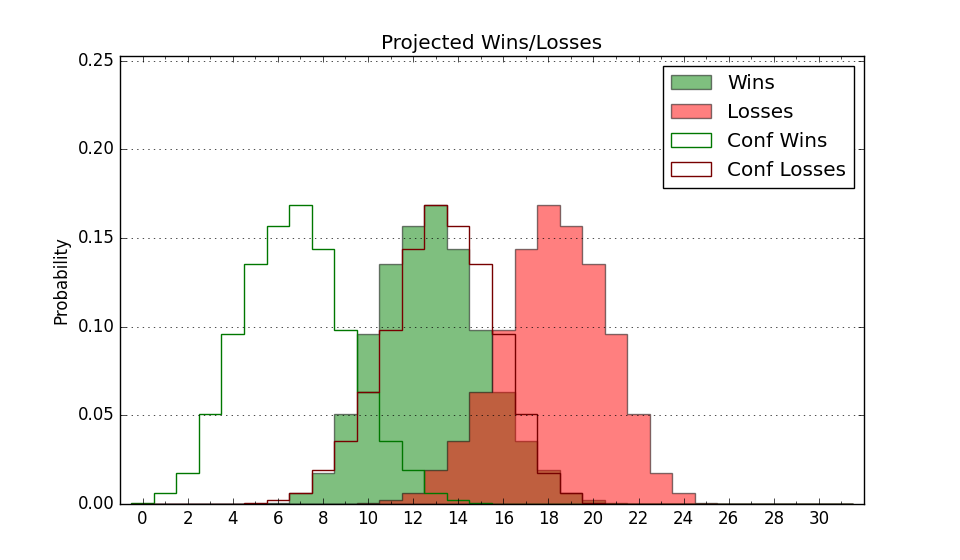 Projected Wins/Losses
0.25
0.20
0.15
0.10
0.05
0.00
Probability
Wins
Losses
Conf Wins
Conf Losses
0 2 4 6 8 10 12 14 16 18 20 22 24 26 28 30